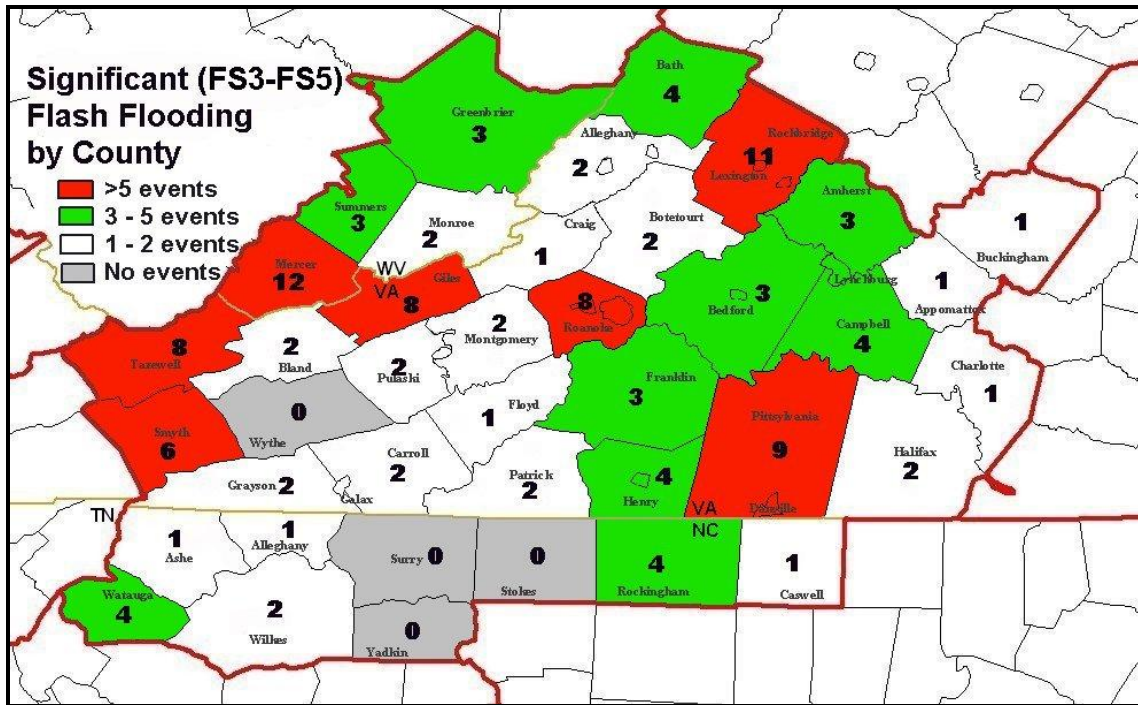 Significant (FS3-FS5)
Flash Flooding
by County
>5 events
3 - 5 events
1 - 2 events
No events
Bath
4
Greenbrier
3
Alleghany
2
Rockbridge
11
Lexington
Summers
3
Monroe
2
Craig
1
Botetourt
2
Amherst
3
Buckingham
1
Mercer
12
WV
VA
Giles
8
Roanoke
8
Bedford
3
Lynchburg
Campbell
4
Appomattox
1
Tazewell
8
Bland
2
Pulaski
2
Montgomery
2
Charlotte
1
Smyth
6
Wythe
0
Floyd
1
Franklin
3
Pittsylvania
9
Halifax
2
Grayson 2
Galax
Carroll
2
Patrick
2
Henry
4
Danville
VA
NC
TN
Ashe
1
Alleghany
1
Surry 0
Stokes
0
Rockingham
4
Caswell
1
Watauga
4
Wilkes
2
Yadkin
0